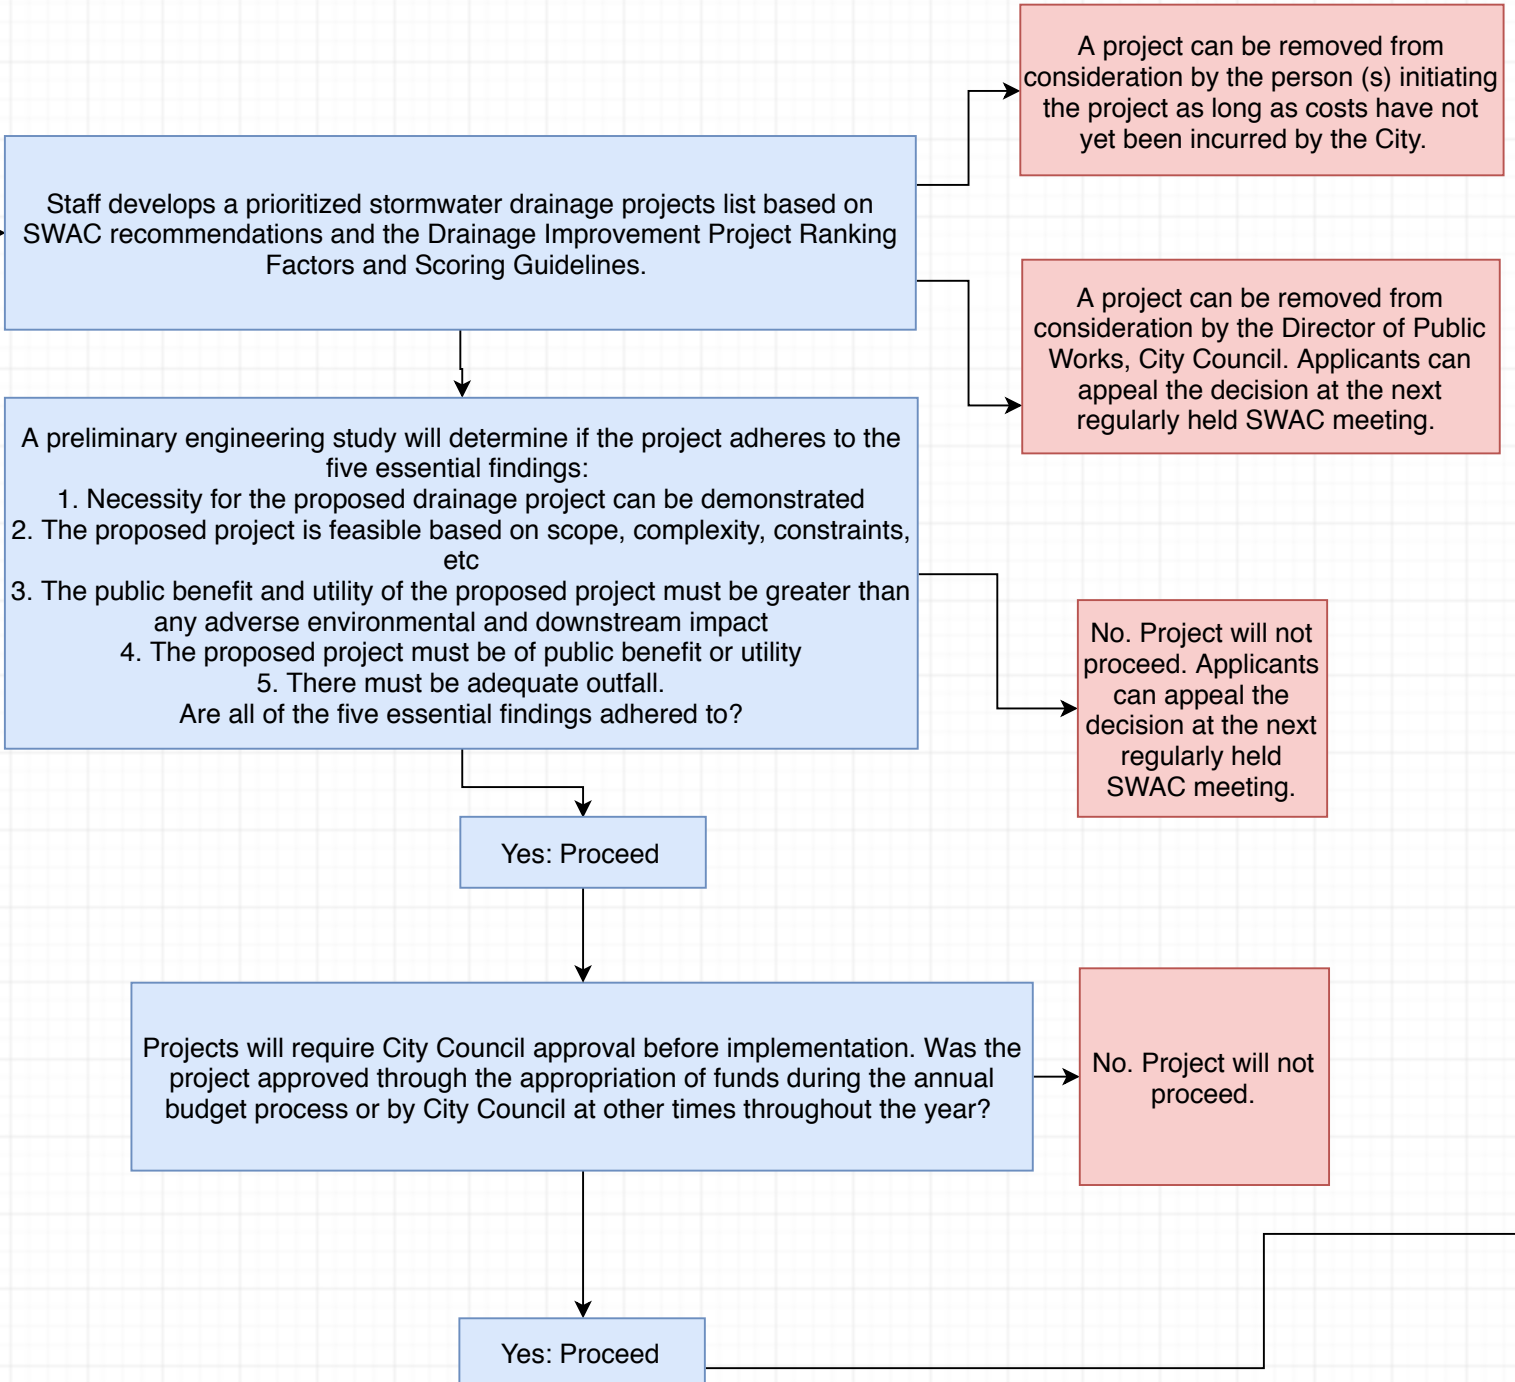 A project can be removed from
consideration by the person (s) initiating
the project as long as costs have not
yet been incurred by the City.
Staff develops a prioritized stormwater drainage projects list based on
SWAC recommendations and the Drainage Improvement Project Ranking
Factors and Scoring Guidelines.
A project can be removed from
consideration by the Director of Public
Works, City Council. Applicants can
appeal the decision at the next
regularly held SWAC meeting.
A preliminary engineering study will determine if the project adheres to the
five essential findings:
1. Necessity for the proposed drainage project can be demonstrated
2. The proposed project is feasible based on scope, complexity, constraints,
etc
3. The public benefit and utility of the proposed project must be greater than
any adverse environmental and downstream impact
4. The proposed project must be of public benefit or utility
5. There must be adequate outfall.
Are all of the five essential findings adhered to?
No. Project will not
proceed. Applicants
can appeal the
decision at the next
regularly held
SWAC meeting.
Yes: Proceed
Projects will require City Council approval before implementation. Was the
project approved through the appropriation of funds during the annual
budget process or by City Council at other times throughout the year?
No. Project will not
proceed.
Yes: Proceed